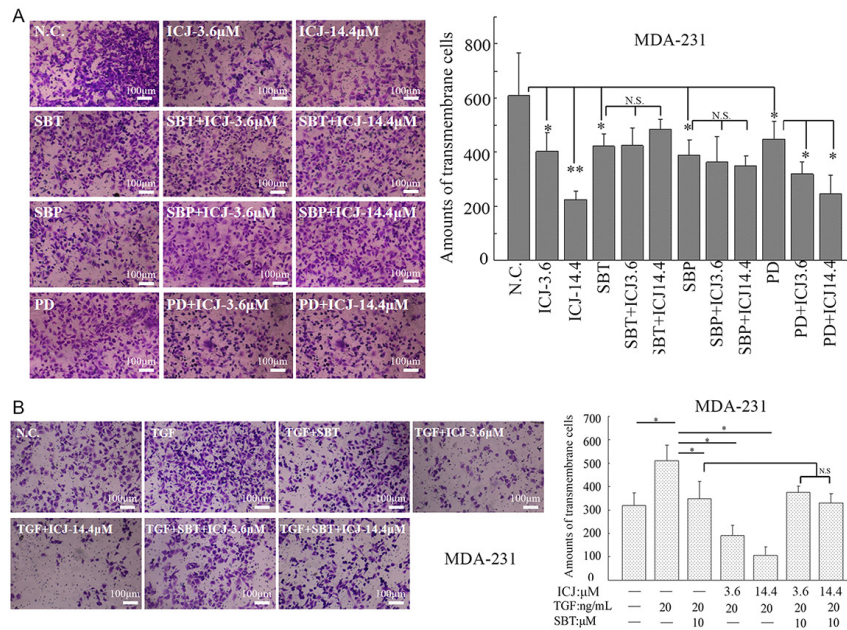 A
N.C.
ICJ-3.6μM
ICJ-14.4μM
100μm
100μm
100μm
SBT
SBT+ICJ-3.6μM
SBT+ICJ-14.4μM
100μm
100μm
100μm
SBP
SBP+ICJ-3.6μM
SBP+ICJ-14.4μM
100μm
100μm
100μm
PD
PD+ICJ-3.6μM
PD+ICJ-14.4μM
100μm
100μm
100μm
MDA-231
Amounts of transmembrane cells
800
600
400
200
0
*
**
*
N.S.
*
N.S.
*
*
*
N.C.
ICJ-3.6
ICJ-14.4
SBT
SBT+ICJ3.6
SBT+ICJ14.4
SBP
SBP+ICJ3.6
SBP+ICJ14.4
PD
PD+ICJ3.6
PD+ICJ14.4
B
N.C.
TGF
TGF+SBT
TGF+ICJ-3.6μM
100μm
100μm
100μm
100μm
TGF+ICJ-14.4μM
TGF+SBT+ICJ-3.6μM
TGF+SBT+ICJ-14.4μM
100μm
100μm
100μm
MDA-231
MDA-231
Amounts of transmembrane cells
700
600
500
400
300
200
300
0
*
*
*
*
N.S
ICJ:μM — — — 3.6 14.4 3.6 14.4
TGF:ng/mL — 20 20 20 20 20 20
SBT:μM — — 10 — — 10 10